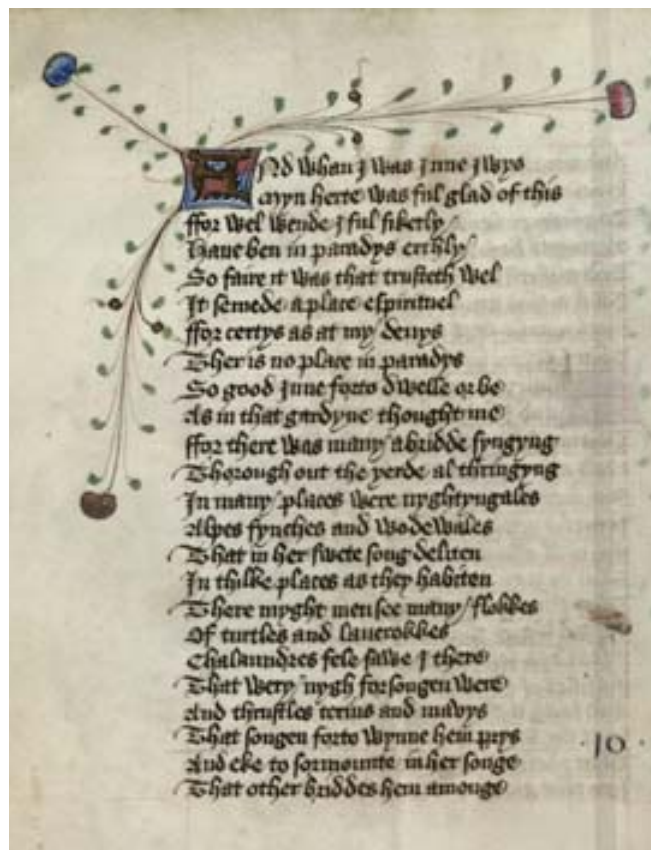 And whan I was Inne I wys
Myn herte was ful glad of this
ffor wel wende I ful sikerly
Haue ben in paradys erthly
So faire it was that trusteth wel
It semede a place espirituel
ffor certys as at my deuys
Ther is no place in paradys
So good Inne forto dwelle or be
As in that gardyne thought me
ffor there was many a bridde syngyng
Thorough out the yerde al thringyng
In many places were nyghtyngales
Alpes fynches and wodewales
That in her swete song deliten
In thilke places as they habiten
There myght men see many flokkes
Of turtles and lauerokkes
Chalaundres fele sawe I there
That wery nygh forsongen were
And thrustles terins and mavys
That songen forto wynne hem prys
And eke to sormounte in her songe
That other briddes hem amonge
10